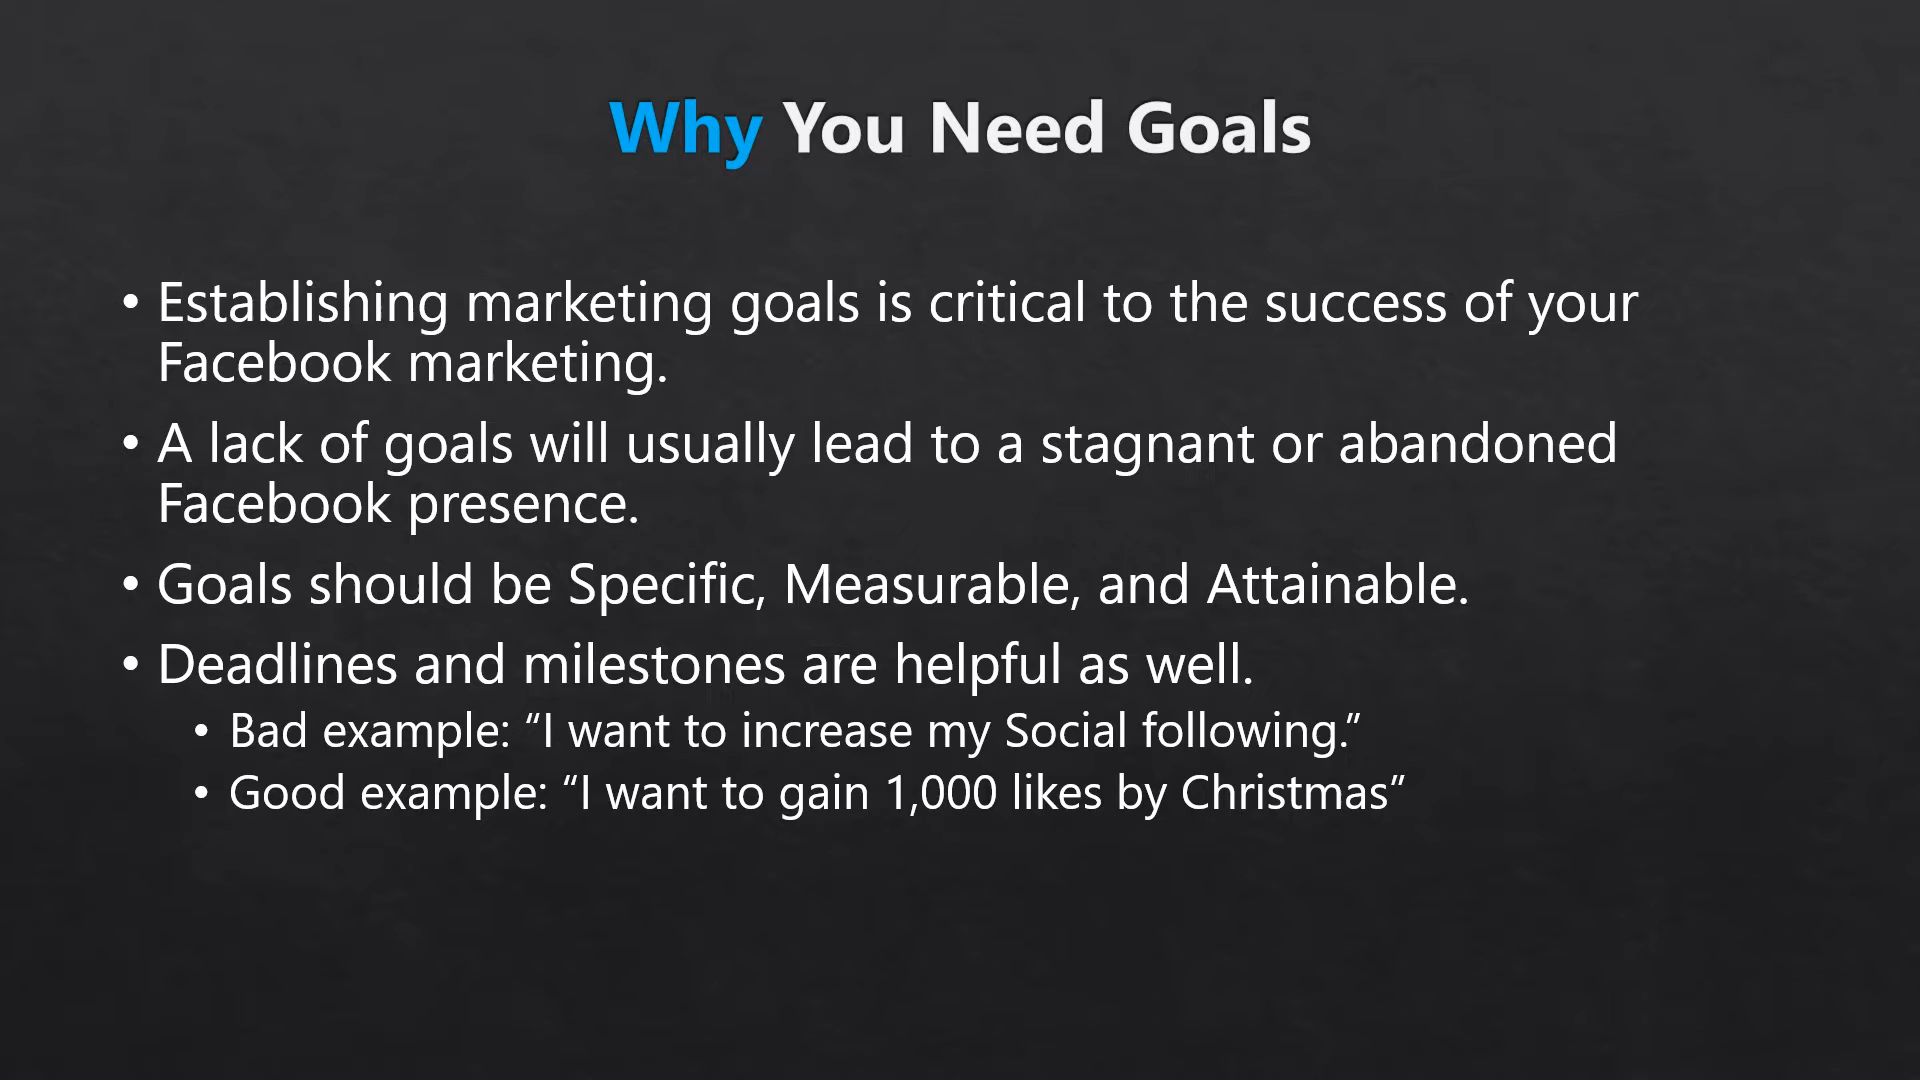 Why You Need Goals
• Establishing marketing goals is critical to the success of your
Facebook marketing.
• A lack of goals will usually lead to a stagnant or abandoned
Facebook presence.
• Goals should be Specific, Measurable, and Attainable.
• Deadlines and milestones are helpful as well.
• Bad example: “I want to increase my Social following.”
• Good example: “I want to gain 1,000 likes by Christmas”